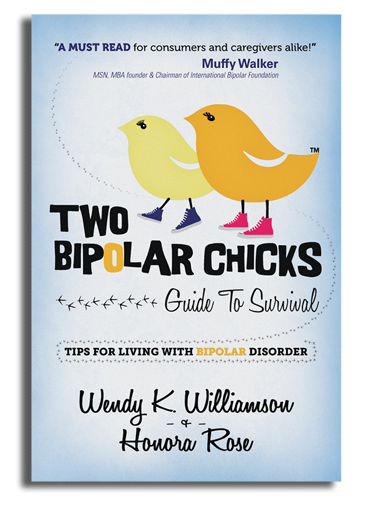 "A MUST READ for consumers and caregivers alike!"
Muffy Walker
MSN, MBA founder & Chairman of International Bipolar Foundation
TM
TWO
BIPOLAR CHICKS
Guide To Survival
TIPS FOR LIVING WITH BIPOLAR DISORDER
Wendy K. Williamson
- & -
Honora Rose